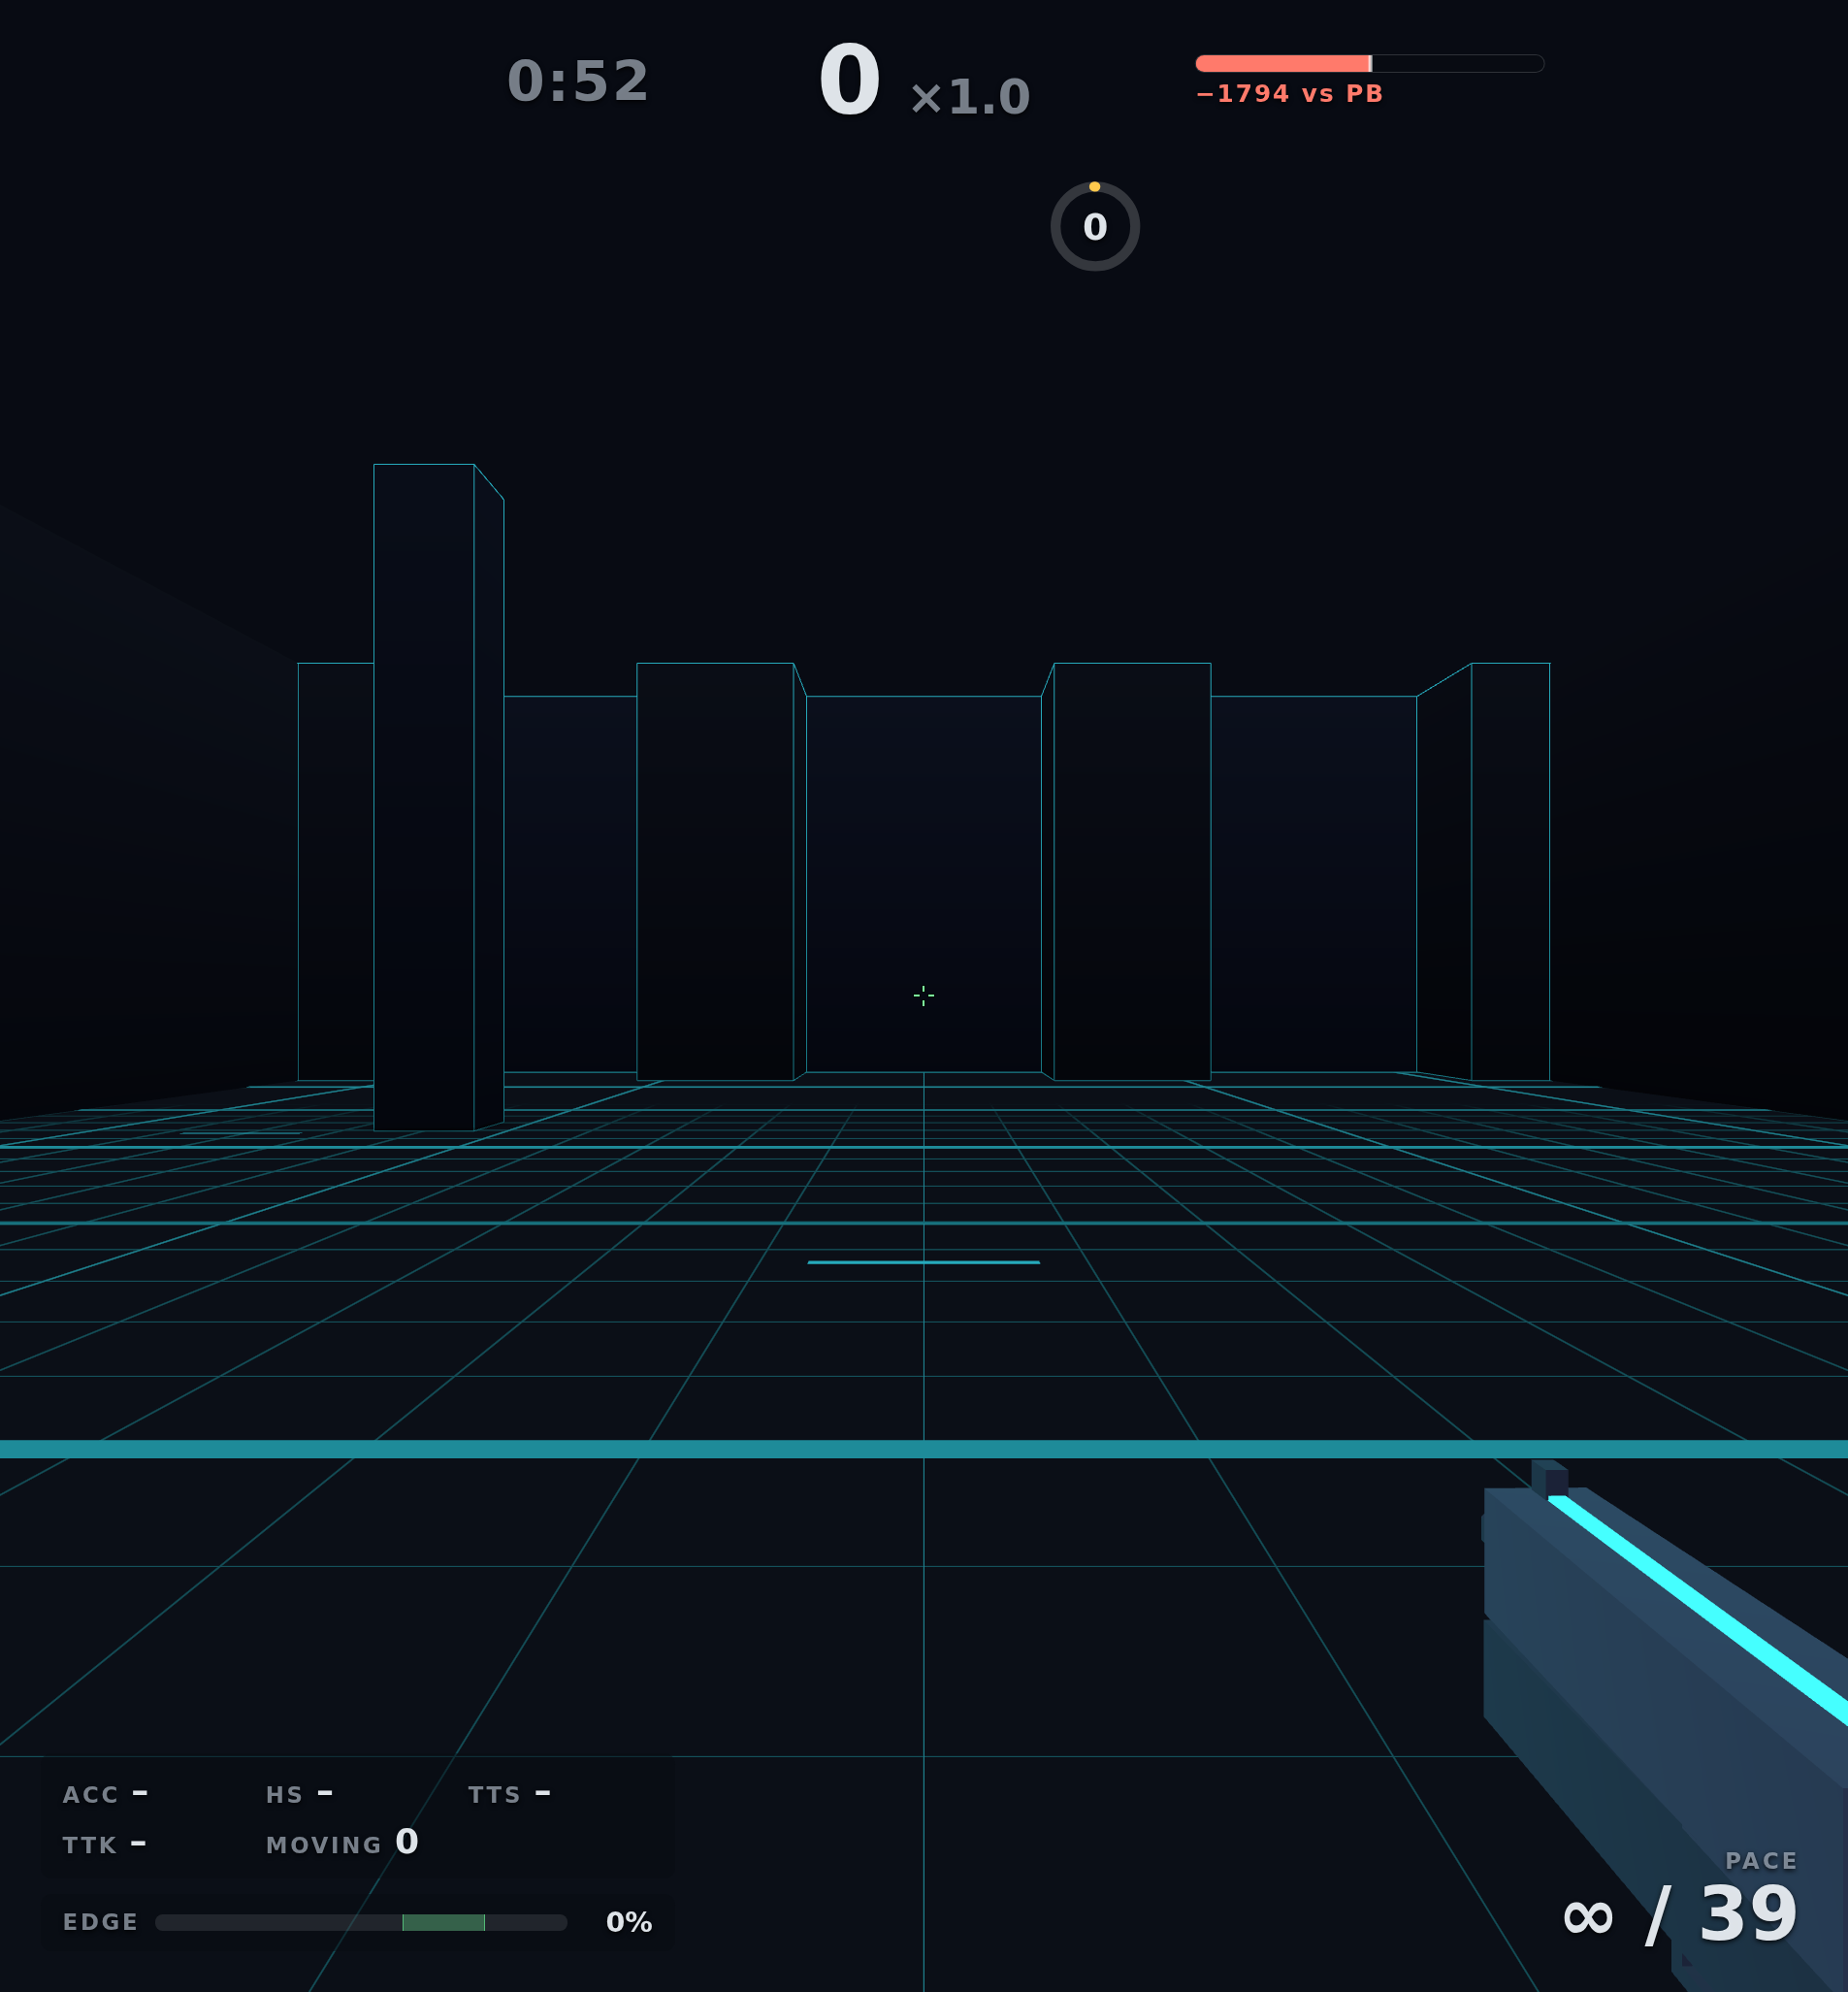 0:52
0 ×1.0
−1794 vs PB
0
ACC – HS – TTS –
TTK – MOVING 0
EDGE 0%
PACE
∞ / 39